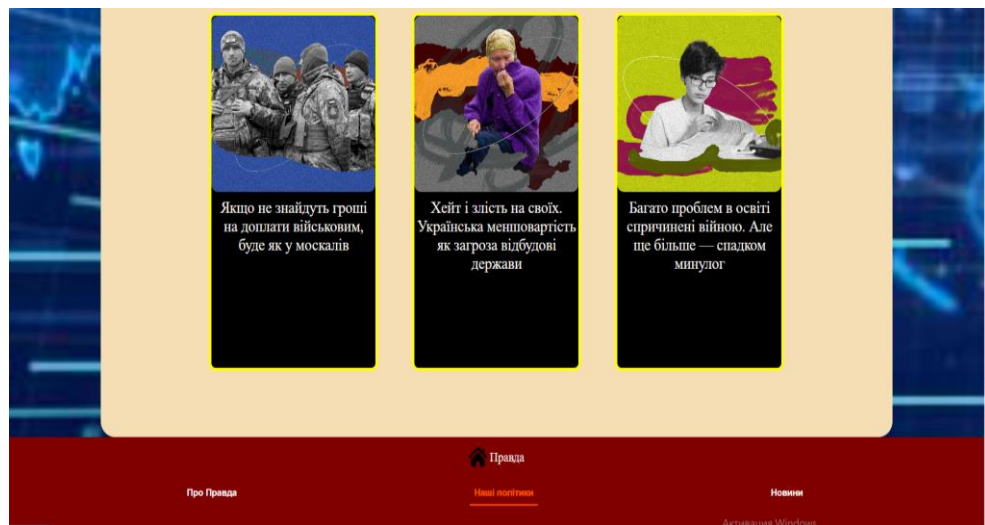 Якщо не знайдуть гроші
на доплати військовим,
буде як у москалів
Хейт і злість на своїх.
Українська меншовартість
як загроза відбудові
держави
Багато проблем в освіті
спричинені війною. Але
ще більше — спадком
минулог
Правда
Про Правда
Наші політики
Новини
Активация Windows